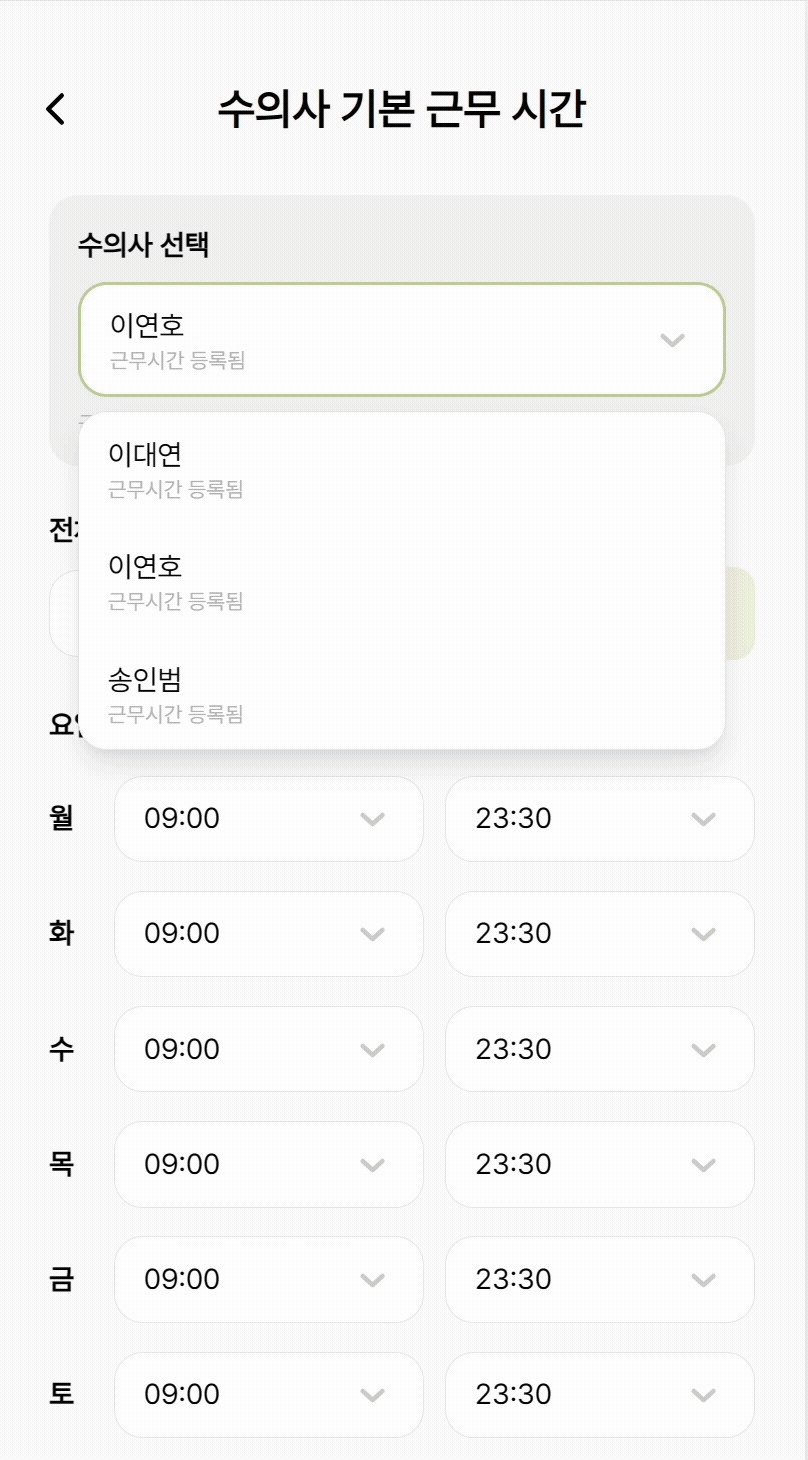 수의사 기본 근무 시간
수의사 선택
이연호
근무시간 등록됨
이대연
근무시간 등록됨
이연호
근무시간 등록됨
송인범
근무시간 등록됨
월 09:00 23:30
화 09:00 23:30
수 09:00 23:30
목 09:00 23:30
금 09:00 23:30
토 09:00 23:30